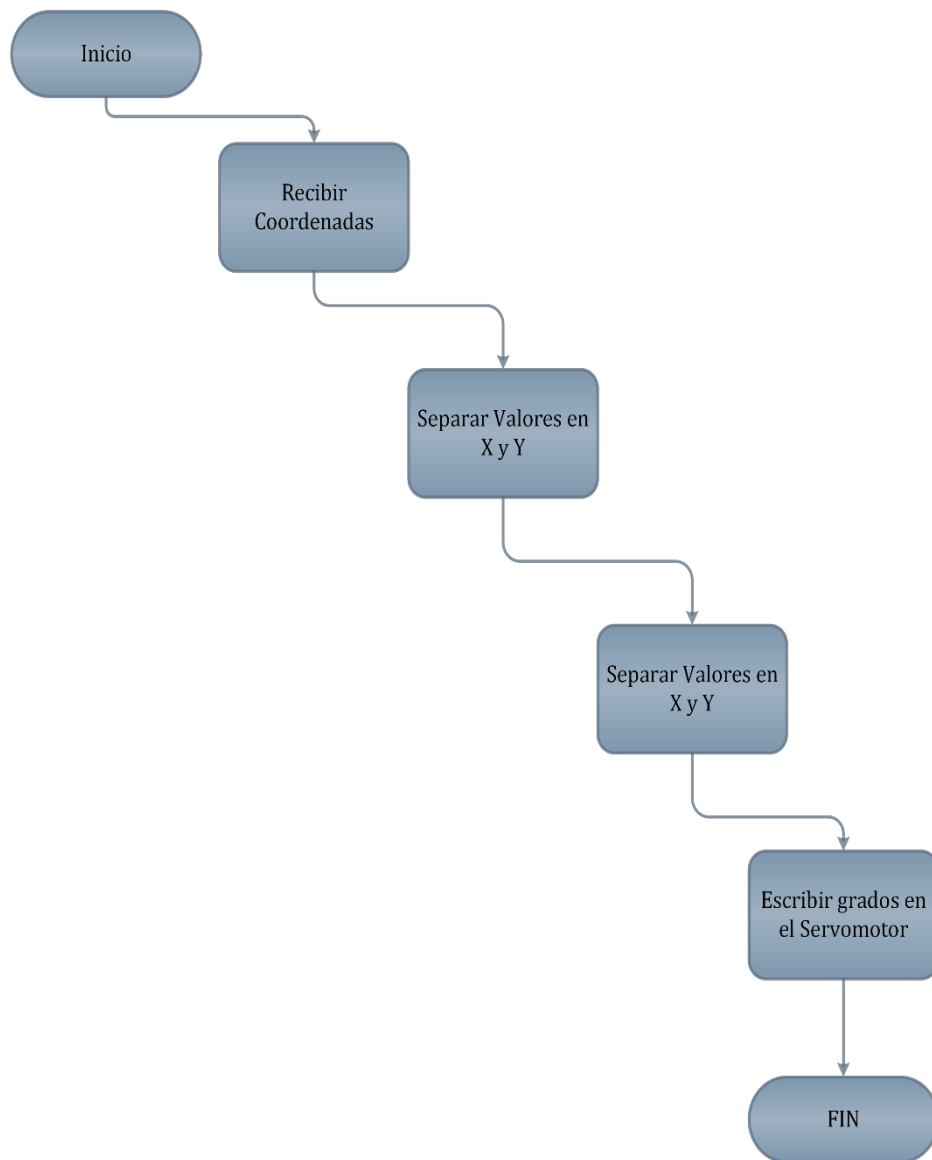 Inicio
Recibir
Coordenadas
Separar Valores en
X y Y
Separar Valores en
X y Y
Escribir grados en
el Servomotor
FIN